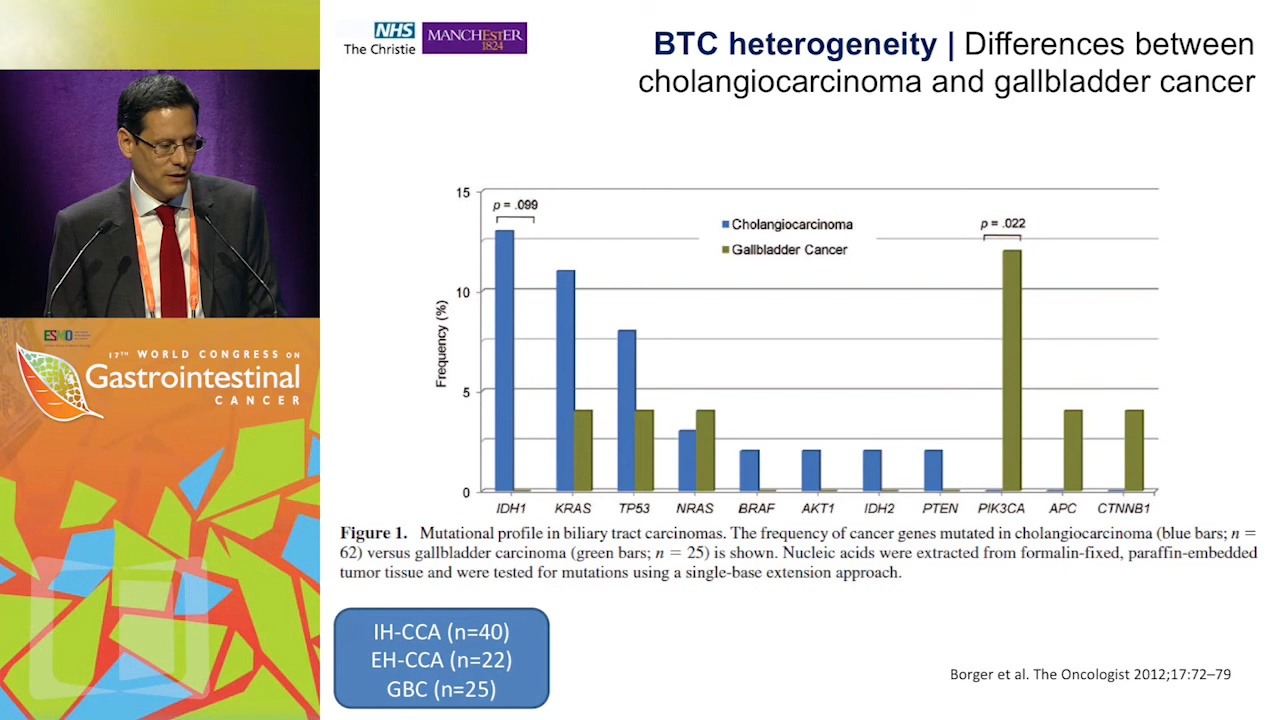 NHS
The Christie
MANCHESTER
1824
BTC heterogeneity | Differences between
cholangiocarcinoma and gallbladder cancer
15
10
5
0
Frequency (%)
p = .099
Cholangiocarcinoma
Gallbladder Cancer
p = .022
IDH1 KRAS TP53 NRAS BRAF AKT1 IDH2 PTEN PIK3CA APC CTNNB1
Figure 1. Mutational profile in biliary tract carcinomas. The frequency of cancer genes mutated in cholangiocarcinoma (blue bars; n =
62) versus gallbladder carcinoma (green bars; n = 25) is shown. Nucleic acids were extracted from formalin-fixed, paraffin-embedded
tumor tissue and were tested for mutations using a single-base extension approach.
IH-CCA (n=40)
EH-CCA (n=22)
GBC (n=25)
Borger et al. The Oncologist 2012;17:72–79
ESMO
17TH WORLD CONGRESS ON
Gastrointestinal
CANCER